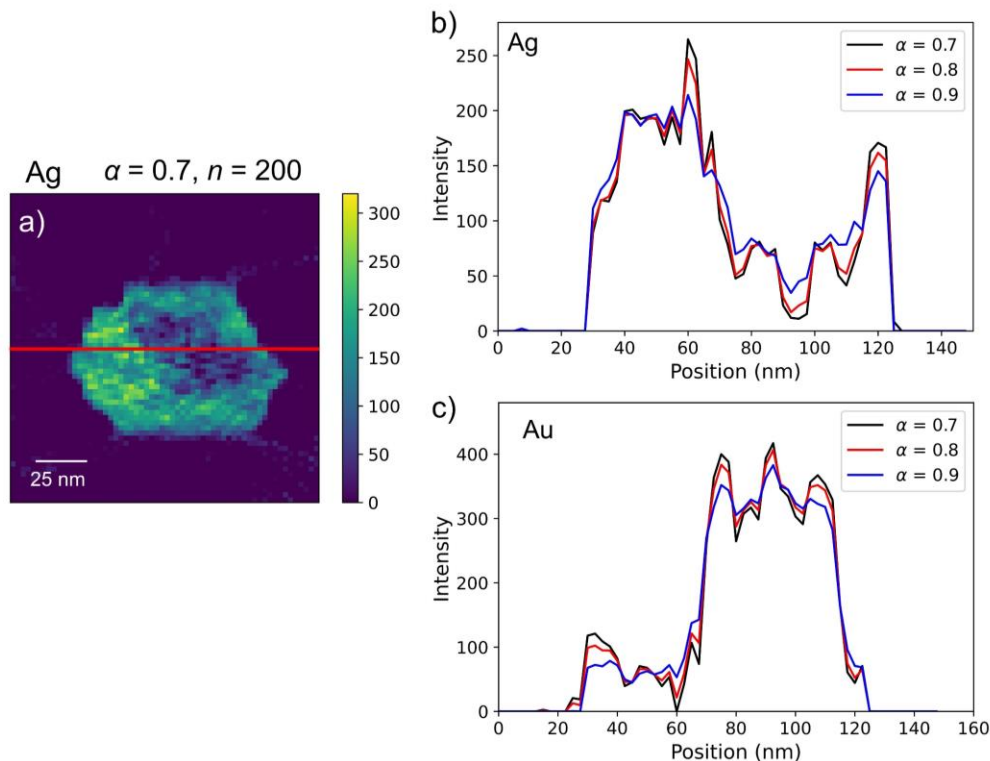 Ag α = 0.7, n = 200
a)
300
250
200
150
100
50
0
25 nm
b)
Ag
α = 0.7
α = 0.8
α = 0.9
250
200
150
100
50
0
Intensity
0 20 40 60 80 100 120 140
Position (nm)
c)
Au
α = 0.7
α = 0.8
α = 0.9
400
300
200
100
0
Intensity
0 20 40 60 80 100 120 140 160
Position (nm)